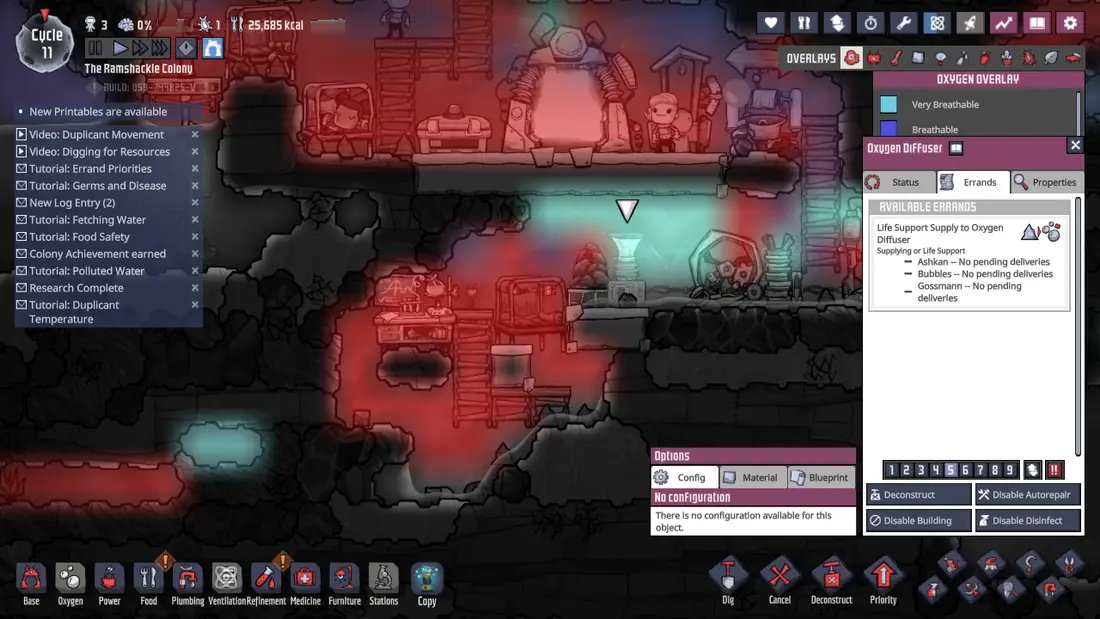 Cycle
11
3
0%
1
25,685 kcal
The Ramshackle Colony
BUILD: U59-744825-V
New Printables are available
Video: Duplicant Movement
Video: Digging for Resources
Tutorial: Errand Priorities
Tutorial: Germs and Disease
New Log Entry (2)
Tutorial: Fetching Water
Tutorial: Food Safety
Colony Achievement earned
Tutorial: Polluted Water
Research Complete
Tutorial: Duplicant
Temperature
OVERLAYS
OXYGEN OVERLAY
Very Breathable
Breathable
Oxygen Diffuser
Status
Errands
Properties
AVAILABLE ERRANDS
Life Support Supply to Oxygen
Diffuser
Supplying or Life Support
Ashkan -- No pending deliveries
Bubbles -- No pending deliveries
Gossmann -- No pending
deliveries
1 2 3 4 5 6 7 8 9 !!
Deconstruct
Disable Autorepair
Disable Building
Disable Disinfect
Options
Config
Material
Blueprint
No configuration
There is no configuration available for this
object.
Base
Oxygen
Power
Food
Plumbing
Ventilation
Refinement
Medicine
Furniture
Stations
Copy
Dig
Cancel
Deconstruct
Priority